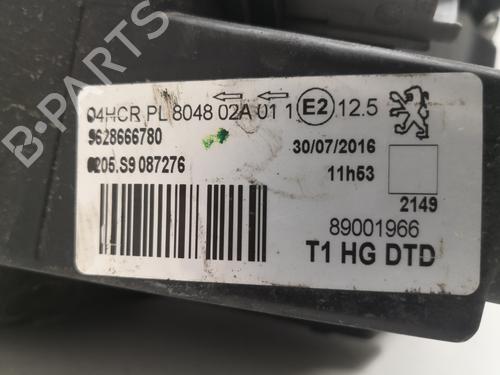 B-PARTS
04HCR PL 8048 02A 01 1 E2 12.5
9628666780
0205.S9 087276
30/07/2016
11h53
2149
89001966
T1 HG DTD